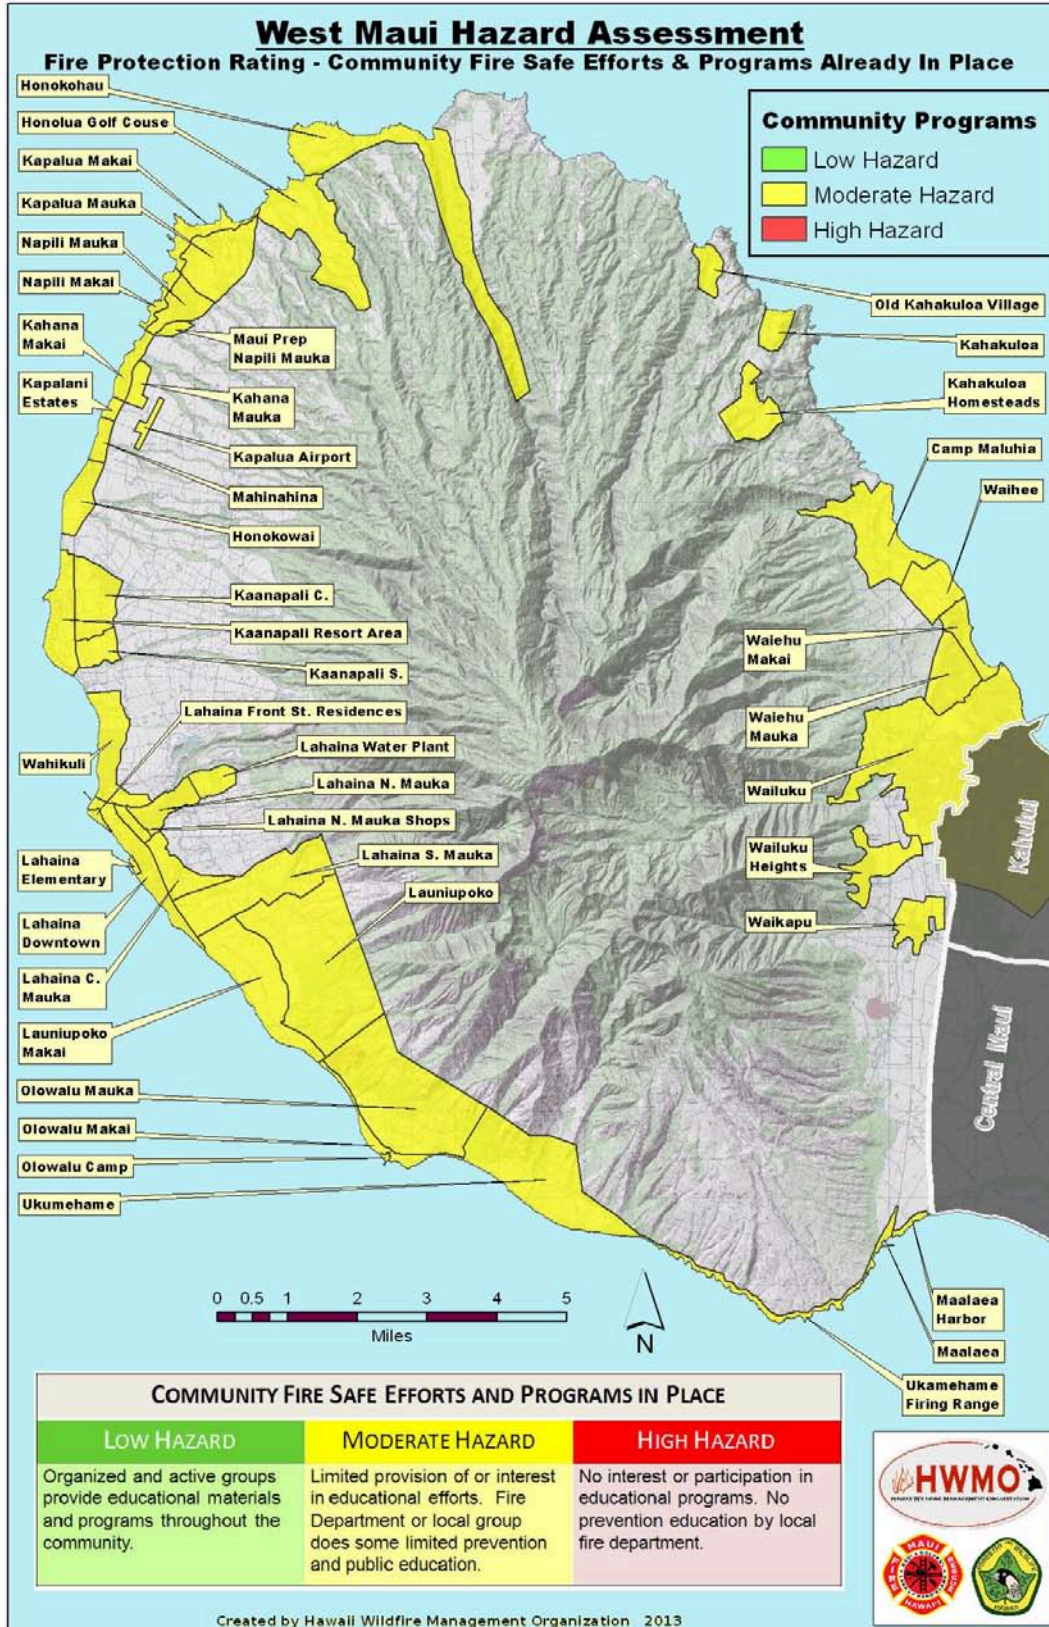 West Maui Hazard Assessment
Fire Protection Rating - Community Fire Safe Efforts & Programs Already In Place
Honokohau
Honolua Golf Couse
Kapalua Makai
Kapalua Mauka
Napili Mauka
Napili Makai
Kahana
Makai
Kapalani
Estates
Maui Prep
Napili Mauka
Kahana
Mauka
Kapalua Airport
Mahinahina
Honokowai
Kaanapali C.
Kaanapali Resort Area
Kaanapali S.
Lahaina Front St. Residences
Wahikuli
Lahaina Water Plant
Lahaina N. Mauka
Lahaina N. Mauka Shops
Lahaina S. Mauka
Launiupoko
Lahaina
Elementary
Lahaina
Downtown
Lahaina C.
Mauka
Launiupoko
Makai
Olowalu Mauka
Olowalu Makai
Olowalu Camp
Ukumehame
Community Programs
Low Hazard
Moderate Hazard
High Hazard
Old Kahakuloa Village
Kahakuloa
Kahakuloa
Homesteads
Camp Maluhia
Waihee
Waiehu
Makai
Waiehu
Mauka
Wailuku
Wailuku
Heights
Waikapu
Kahului
Central Maui
Maalaea
Harbor
Maalaea
Ukamehame
Firing Range
0 0.5 1 2 3 4 5
Miles
N
COMMUNITY FIRE SAFE EFFORTS AND PROGRAMS IN PLACE
LOW HAZARD
Organized and active groups
provide educational materials
and programs throughout the
community.
MODERATE HAZARD
Limited provision of or interest
in educational efforts. Fire
Department or local group
does some limited prevention
and public education.
HIGH HAZARD
No interest or participation in
educational programs. No
prevention education by local
fire department.
HWMO
MAUI
FIRE
HAWAII
Created by Hawaii Wildfire Management Organization 2013